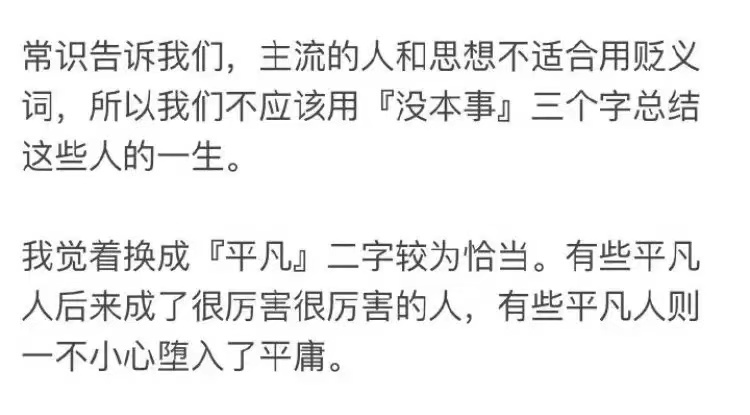 常识告诉我们，主流的人和思想不适合用贬义
词，所以我们不应该用『没本事』三个字总结
这些人的一生。
我觉着换成『平凡』二字较为恰当。有些平凡
人后来成了很厉害很厉害的人，有些平凡人则
一不小心堕入了平庸。